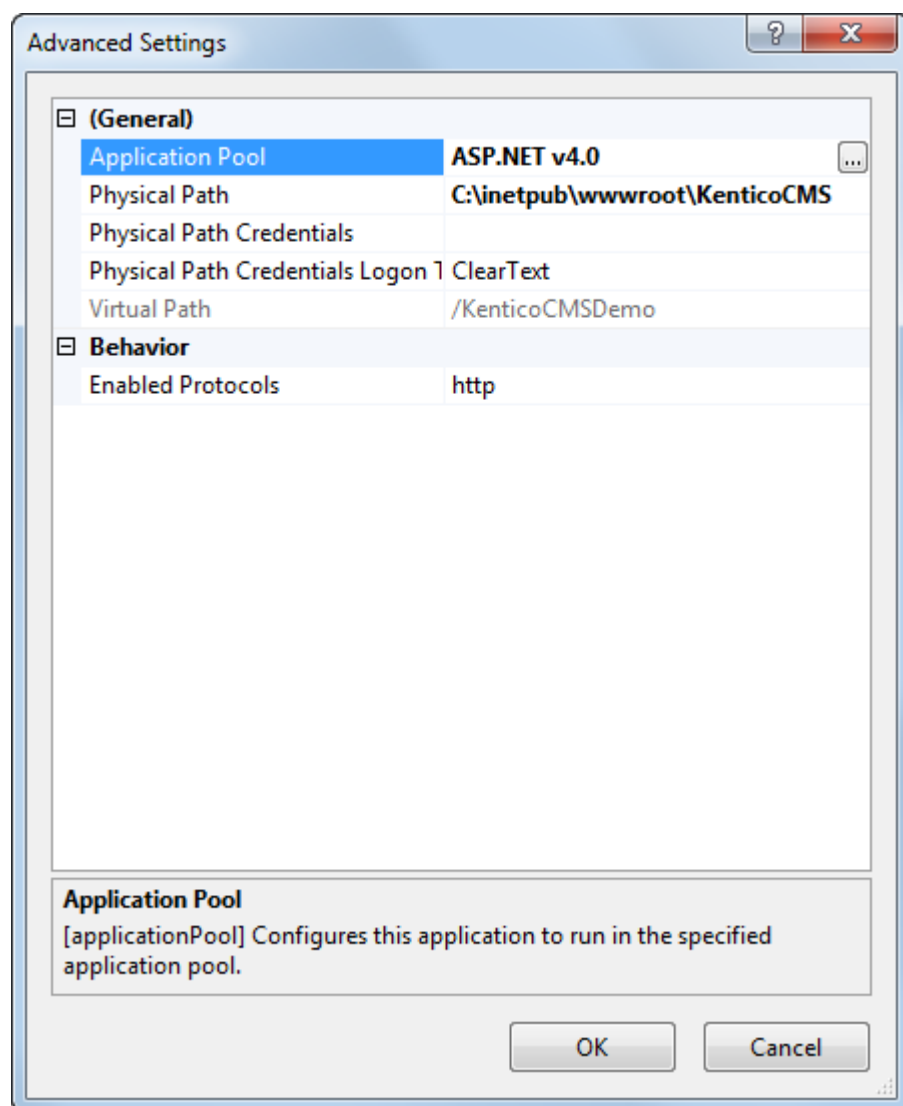 Advanced Settings
(General)
Application Pool ASP.NET v4.0 ...
Physical Path C:\inetpub\wwwroot\KenticoCMS
Physical Path Credentials
Physical Path Credentials Logon T ClearText
Virtual Path /KenticoCMSDemo
Behavior
Enabled Protocols http
Application Pool
[applicationPool] Configures this application to run in the specified
application pool.
OK Cancel